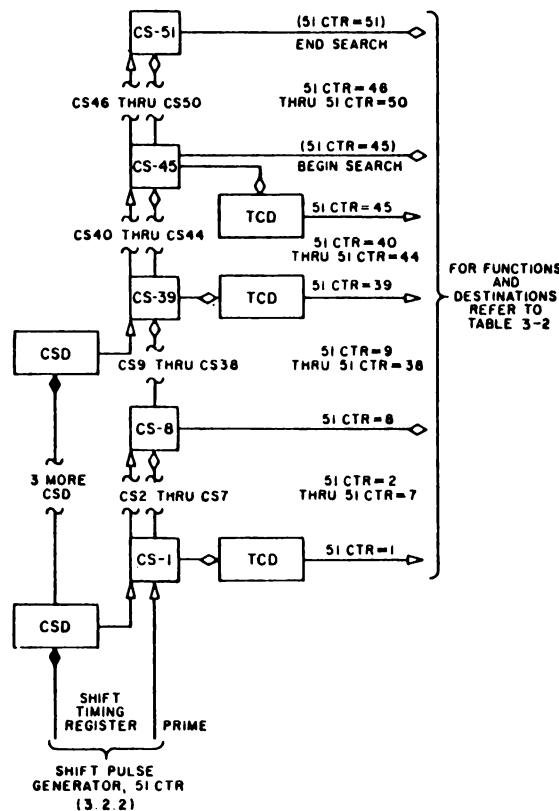 CS-51
(51 CTR=51)
END SEARCH
CS46 THRU CS50
51 CTR=46
THRU 51 CTR=50
CS-45
(51 CTR=45)
BEGIN SEARCH
TCD
51 CTR=45
CS40 THRU CS44
51 CTR=40
THRU 51 CTR=44
CS-39
TCD
51 CTR=39
FOR FUNCTIONS
AND
DESTINATIONS
REFER TO
TABLE 3-2
CSD
CS9 THRU CS38
51 CTR=9
THRU 51 CTR=38
CS-8
51 CTR=8
3 MORE
CSD
CS2 THRU CS7
51 CTR=2
THRU 51 CTR=7
CS-1
TCD
51 CTR=1
CSD
SHIFT
TIMING
REGISTER
PRIME
SHIFT PULSE
GENERATOR, 51 CTR
(3.2.2)